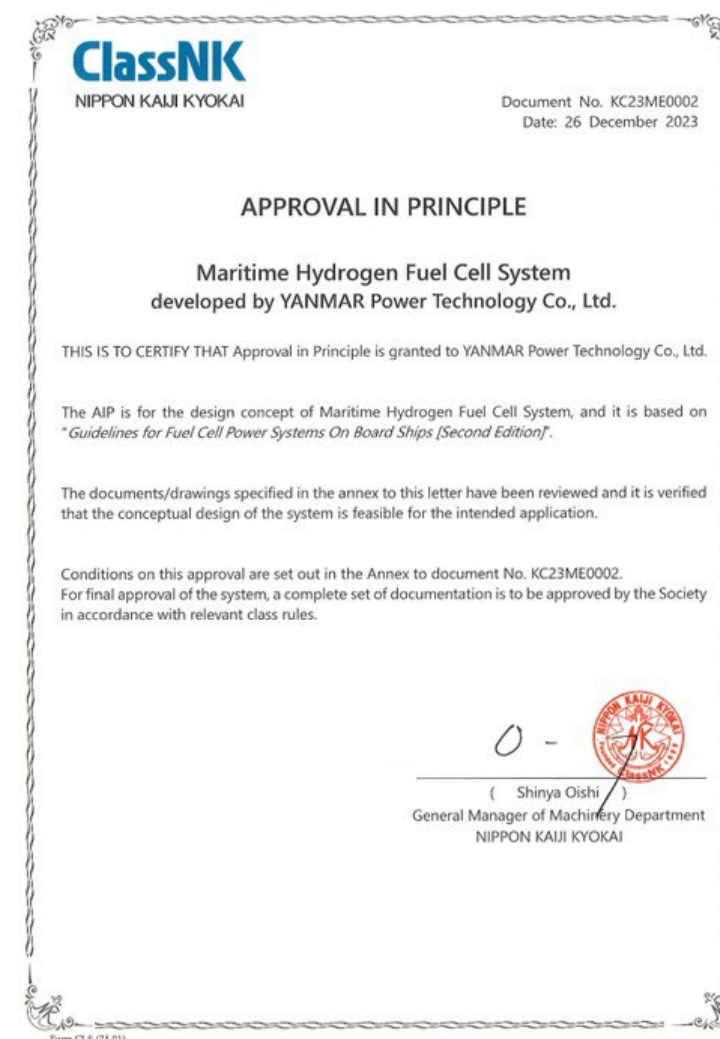 ClassNK
NIPPON KAIJI KYOKAI
Document No. KC23ME0002
Date: 26 December 2023
APPROVAL IN PRINCIPLE
Maritime Hydrogen Fuel Cell System
developed by YANMAR Power Technology Co., Ltd.
THIS IS TO CERTIFY THAT Approval in Principle is granted to YANMAR Power Technology Co., Ltd.
The AIP is for the design concept of Maritime Hydrogen Fuel Cell System, and it is based on
"Guidelines for Fuel Cell Power Systems On Board Ships [Second Edition]".
The documents/drawings specified in the annex to this letter have been reviewed and it is verified
that the conceptual design of the system is feasible for the intended application.
Conditions on this approval are set out in the Annex to document No. KC23ME0002.
For final approval of the system, a complete set of documentation is to be approved by the Society
in accordance with relevant class rules.
NIPPON KAIJI KYOKAI
ClassNK
( Shinya Oishi )
General Manager of Machinery Department
NIPPON KAIJI KYOKAI